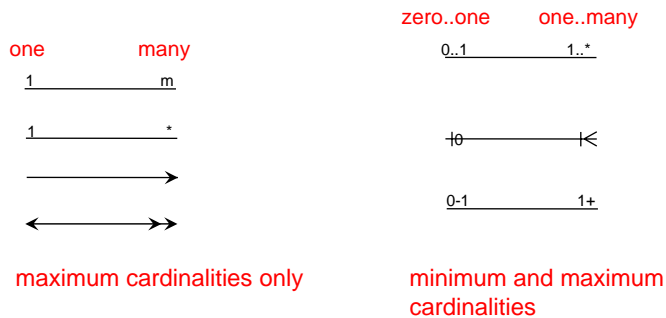 zero..one one..many
one many
0..1 1..*
1 m
1 *
0
0-1 1+
maximum cardinalities only
minimum and maximum
cardinalities